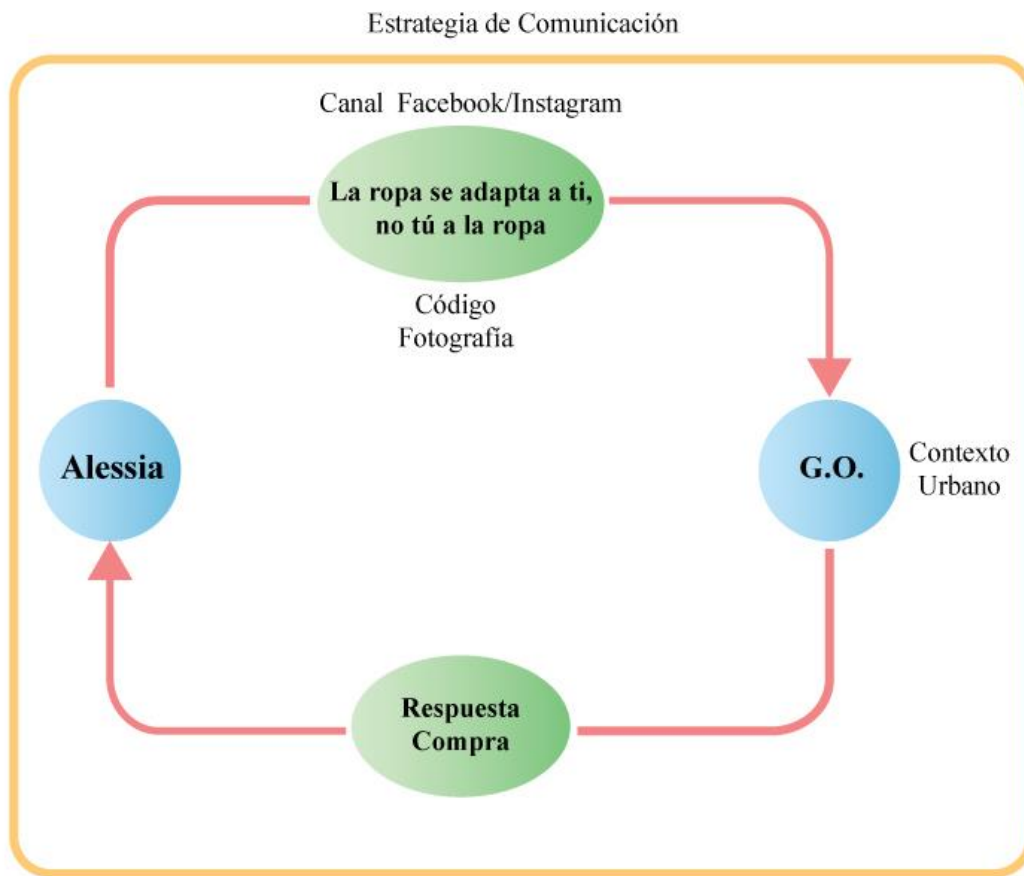 Estrategia de Comunicación
Canal Facebook/Instagram
La ropa se adapta a ti,
no tú a la ropa
Código
Fotografía
Alessia
G.O.
Contexto
Urbano
Respuesta
Compra